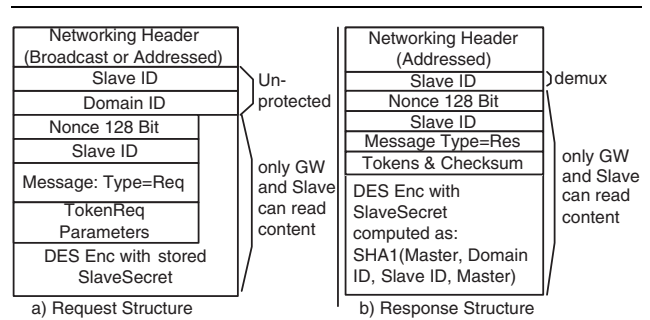 Networking Header
(Broadcast or Addressed)
Slave ID
Domain ID
Un-
protected
Nonce 128 Bit
Slave ID
Message: Type=Req
TokenReq
Parameters
DES Enc with stored
SlaveSecret
only GW
and Slave
can read
content
a) Request Structure
Networking Header
(Addressed)
Slave ID
demux
Nonce 128 Bit
Slave ID
Message Type=Res
Tokens & Checksum
DES Enc with
SlaveSecret
computed as:
SHA1(Master, Domain
ID, Slave ID, Master)
only GW
and Slave
can read
content
b) Response Structure